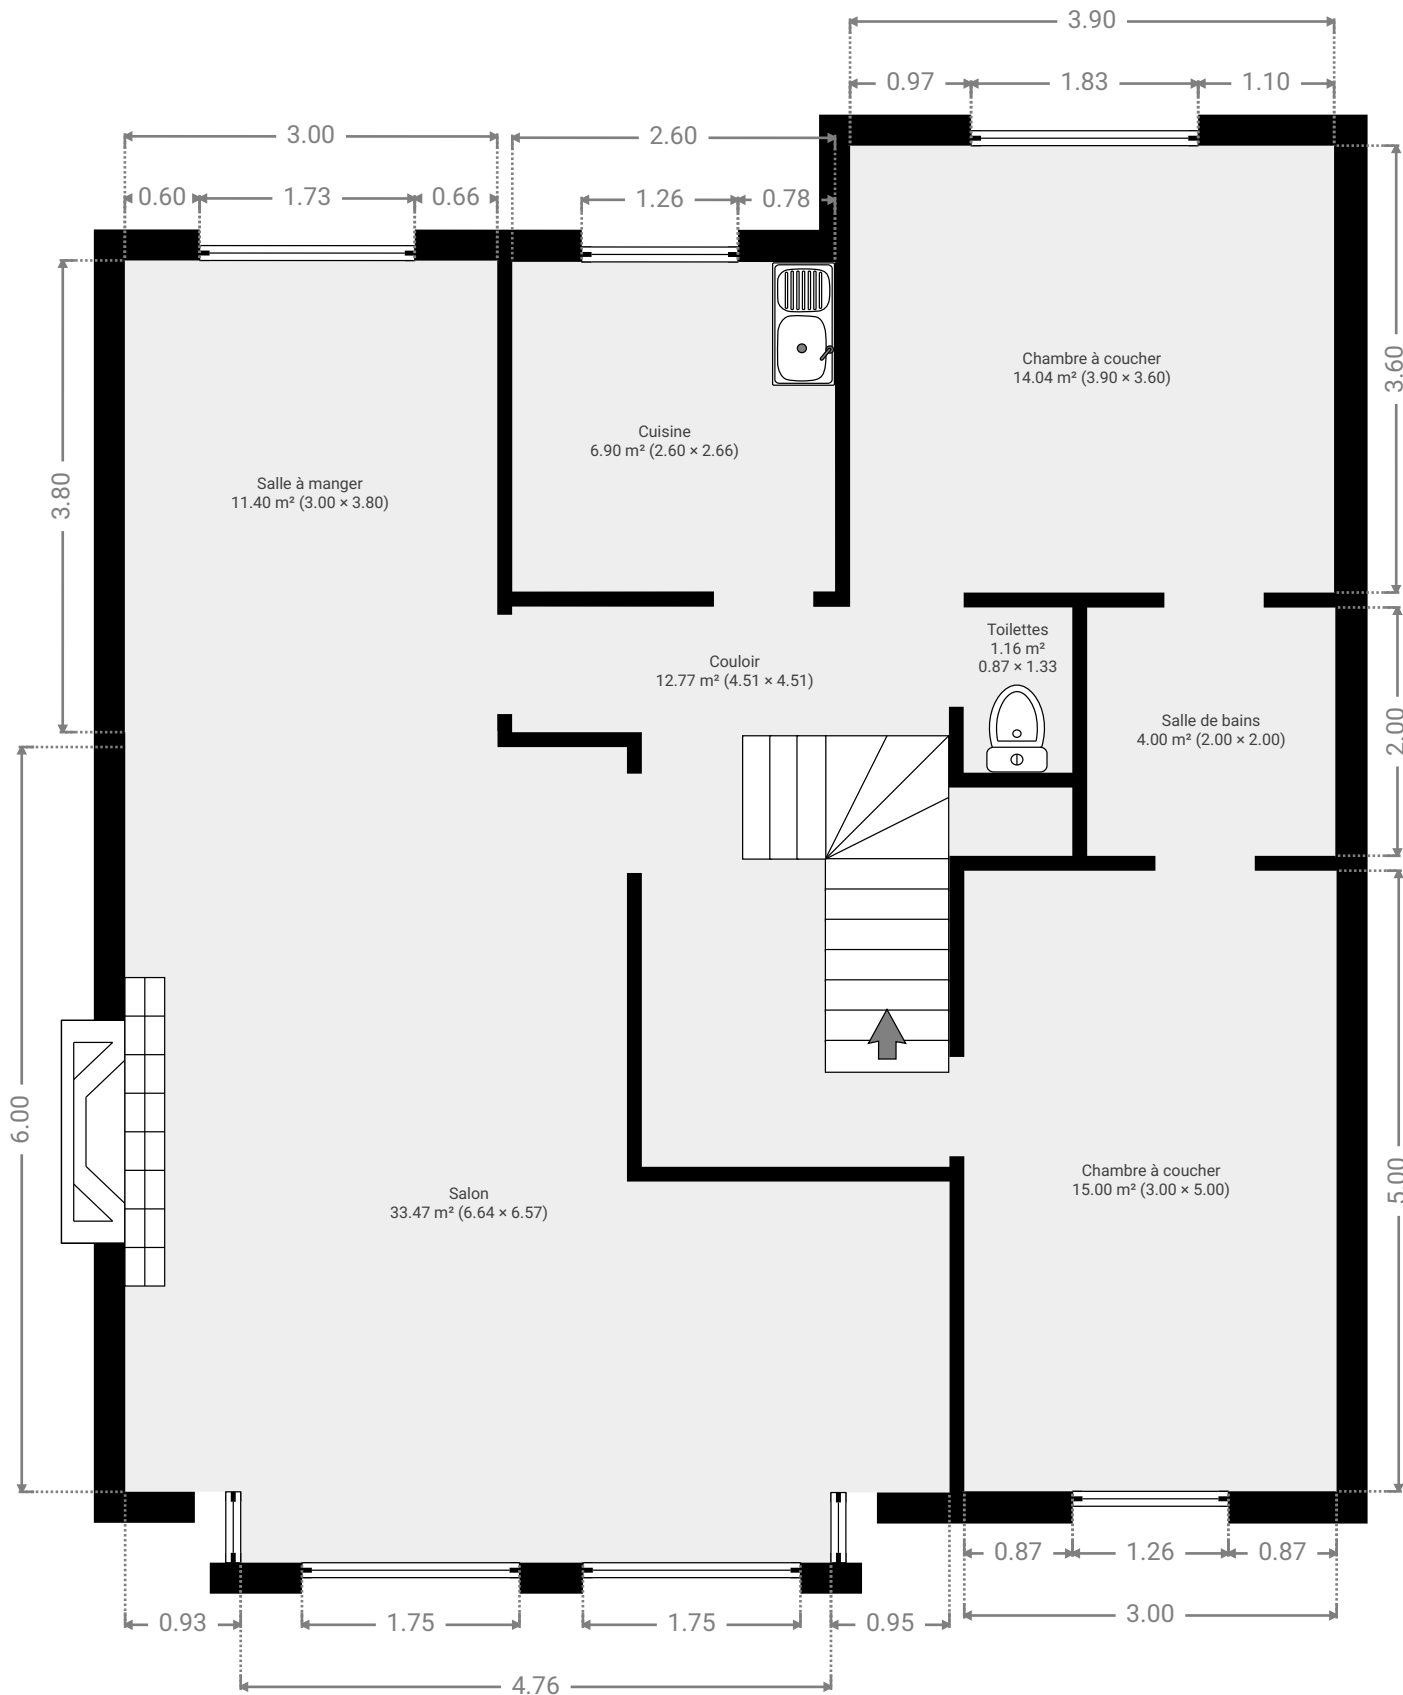 3.90
0.97
1.83
1.10
3.00
2.60
0.60
1.73
0.66
1.26
0.78
3.60
Chambre à coucher
14.04 m² (3.90 × 3.60)
Cuisine
6.90 m² (2.60 × 2.66)
3.80
Salle à manger
11.40 m² (3.00 × 3.80)
Toilettes
1.16 m²
0.87 × 1.33
Couloir
12.77 m² (4.51 × 4.51)
Salle de bains
4.00 m² (2.00 × 2.00)
2.00
6.00
Salon
33.47 m² (6.64 × 6.57)
Chambre à coucher
15.00 m² (3.00 × 5.00)
5.00
0.87
1.26
0.87
0.93
1.75
1.75
0.95
3.00
4.76